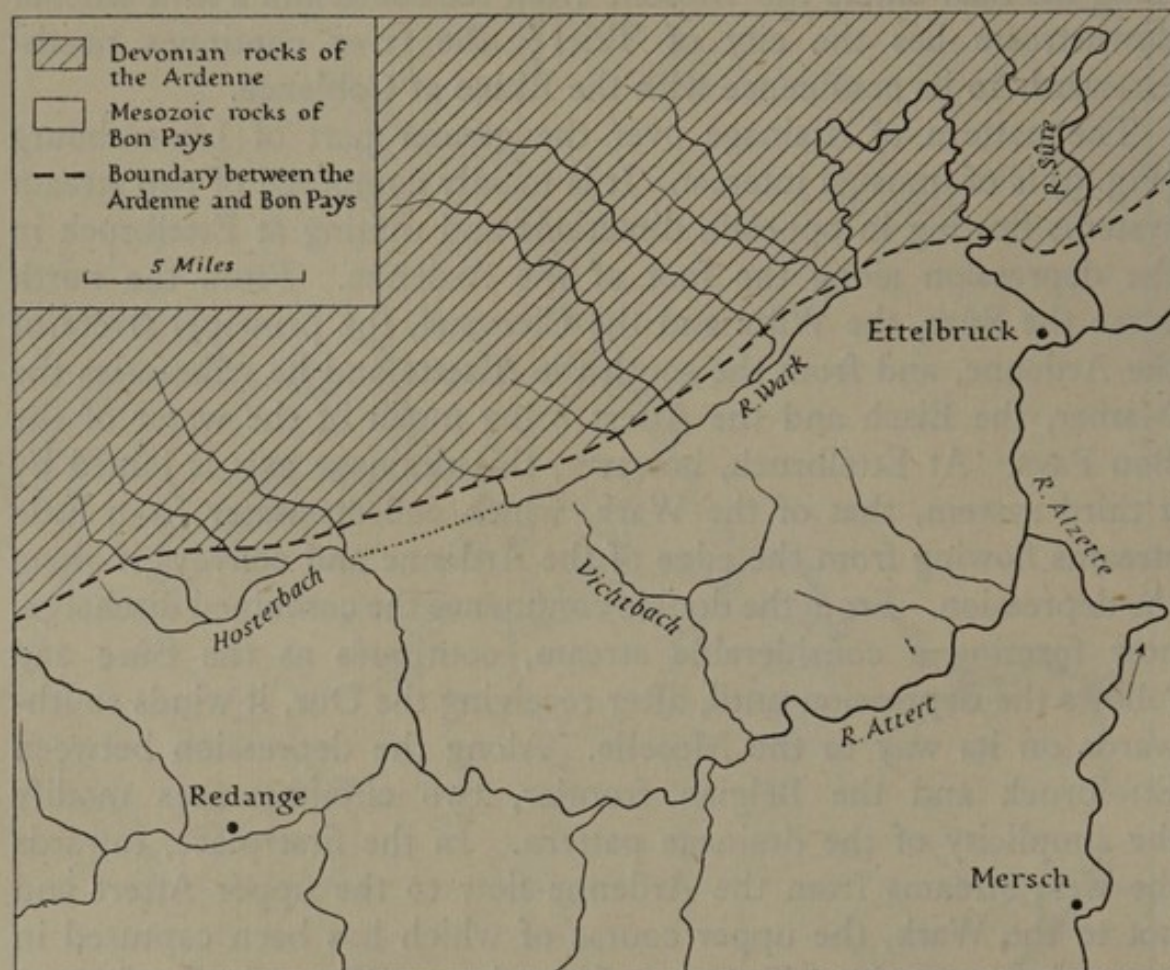 Devonian rocks of
the Ardenne
Mesozoic rocks of
Bon Pays
Boundary between the
Ardenne and Bon Pays
5 Miles
R. Sûre
Ettelbruck
R. Wark
R. Alzette
Vichtbach
Hosterbach
R. Attert
Redange
Mersch